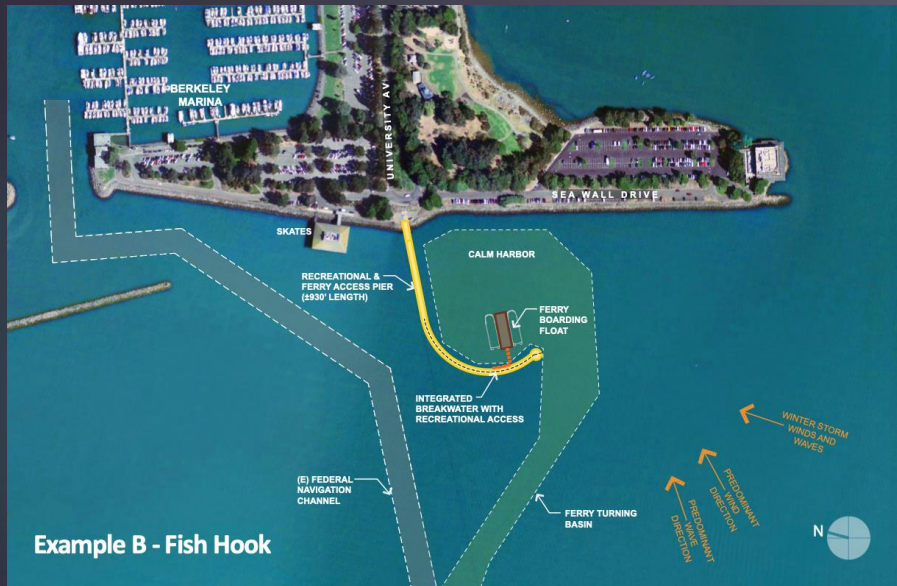 BERKELEY
MARINA
UNIVERSITY AV
SEA WALL DRIVE
SKATES
CALM HARBOR
RECREATIONAL &
FERRY ACCESS PIER
(±930' LENGTH)
FERRY
BOARDING
FLOAT
INTEGRATED
BREAKWATER WITH
RECREATIONAL ACCESS
WINTER STORM
WINDS AND
WAVES
PREDOMINANT
WIND
DIRECTION
PREDOMINANT
WAVE
DIRECTION
(E) FEDERAL
NAVIGATION
CHANNEL
FERRY TURNING
BASIN
N
Example B - Fish Hook